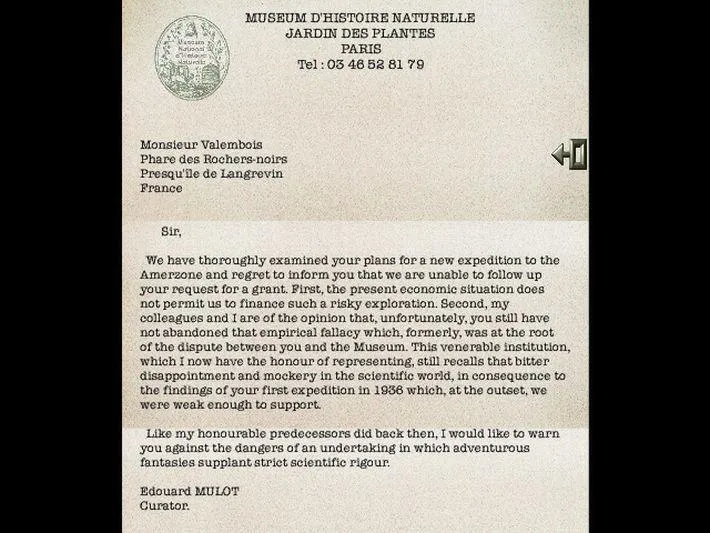 MUSEUM D'HISTOIRE NATURELLE
JARDIN DES PLANTES
PARIS
Tel : 03 46 52 81 79
Museum
National
d'Histoire
Naturelle
Monsieur Valembois
Phare des Rochers-noirs
Presqu'île de Langrevin
France
Sir,
We have thoroughly examined your plans for a new expedition to the
Amerzone and regret to inform you that we are unable to follow up
your request for a grant. First, the present economic situation does
not permit us to finance such a risky exploration. Second, my
colleagues and I are of the opinion that, unfortunately, you still have
not abandoned that empirical fallacy which, formerly, was at the root
of the dispute between you and the Museum. This venerable institution,
which I now have the honour of representing, still recalls that bitter
disappointment and mockery in the scientific world, in consequence to
the findings of your first expedition in 1936 which, at the outset, we
were weak enough to support.
Like my honourable predecessors did back then, I would like to warn
you against the dangers of an undertaking in which adventurous
fantasies supplant strict scientific rigour.
Edouard MULOT
Curator.